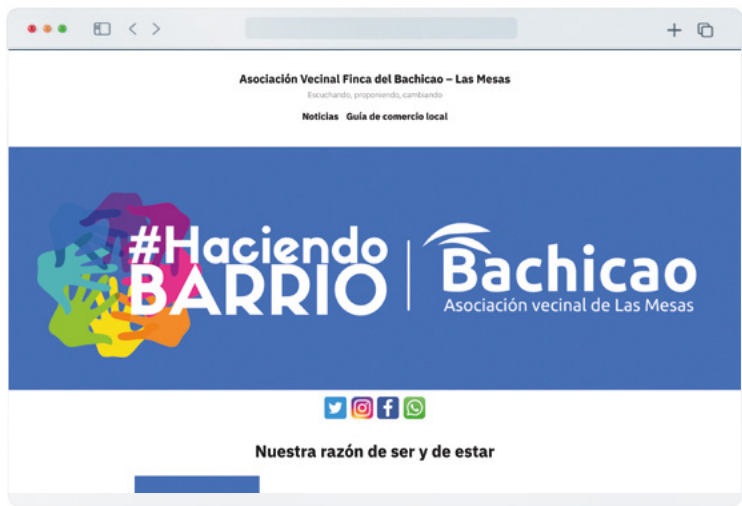 Asociación Vecinal Finca del Bachicao – Las Mesas
Escuchando, proponiendo, cambiando
Noticias Guía de comercio local
#Haciendo
BARRIO
Bachicao
Asociación vecinal de Las Mesas
Nuestra razón de ser y de estar